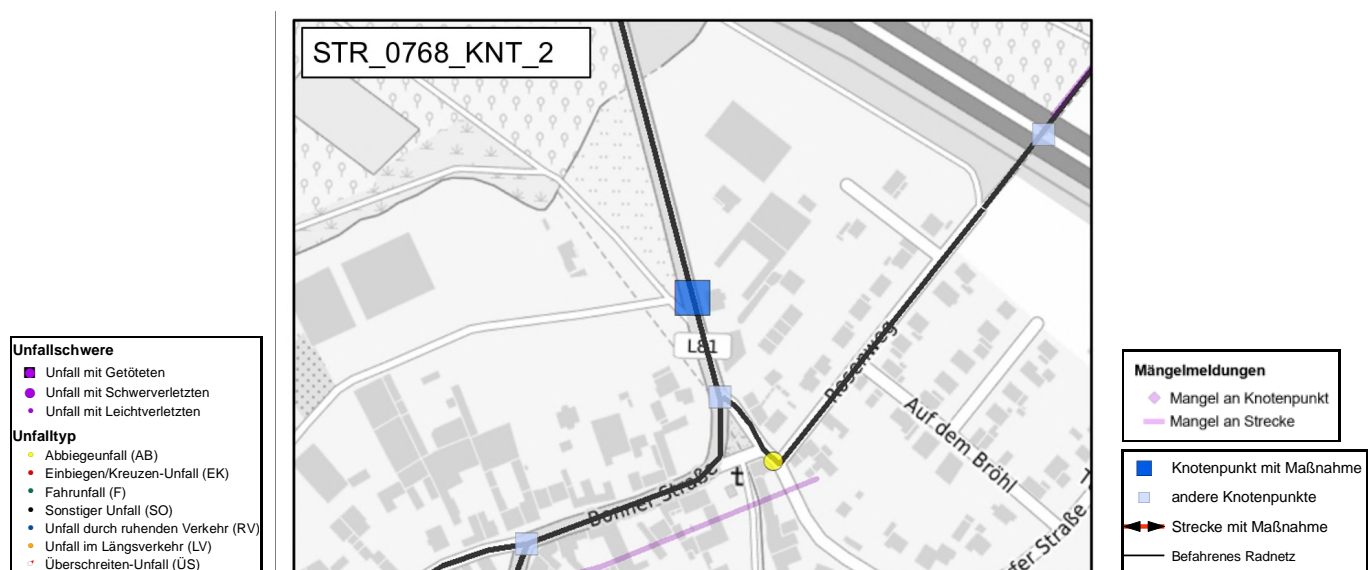 STR_0768_KNT_2
L81
Rosenweg
Auf dem Bröhl
Bonner Straße
fer Straße
Unfallschwere
Unfall mit Getöteten
Unfall mit Schwerverletzten
Unfall mit Leichtverletzten
Unfalltyp
Abbiegeunfall (AB)
Einbiegen/Kreuzen-Unfall (EK)
Fahrunfall (F)
Sonstiger Unfall (SO)
Unfall durch ruhenden Verkehr (RV)
Unfall im Längsverkehr (LV)
Überschreiten-Unfall (ÜS)
Mängelmeldungen
Mangel an Knotenpunkt
Mangel an Strecke
Knotenpunkt mit Maßnahme
andere Knotenpunkte
Strecke mit Maßnahme
Befahrenes Radnetz